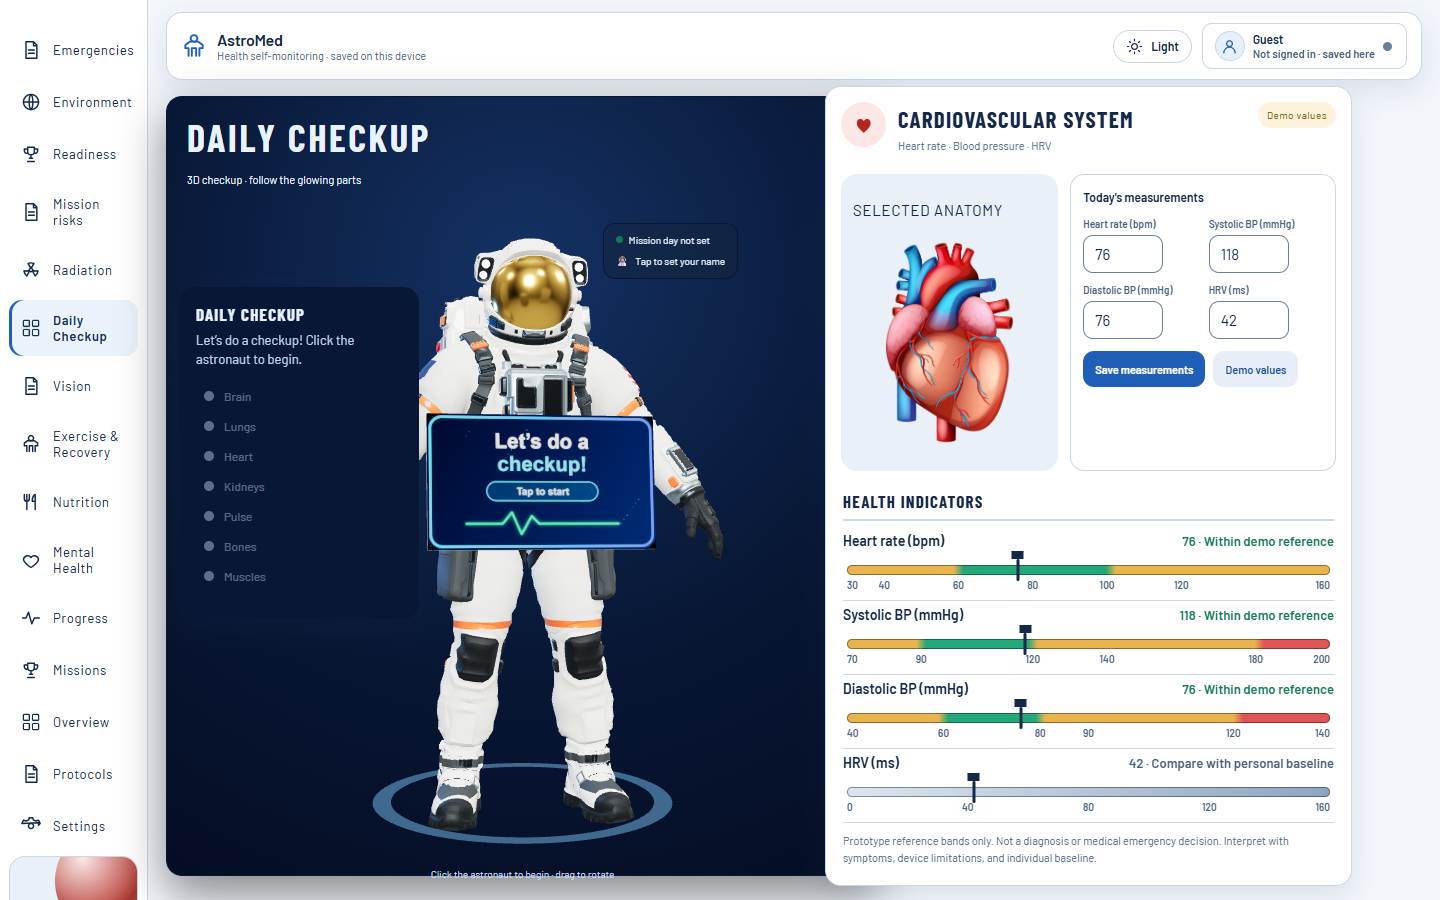 Emergencies
Environment
Readiness
Mission
risks
Radiation
Daily
Checkup
Vision
Exercise &
Recovery
Nutrition
Mental
Health
Progress
Missions
Overview
Protocols
Settings
AstroMed
Health self-monitoring · saved on this device
Light
Guest
Not signed in · saved here
DAILY CHECKUP
3D checkup · follow the glowing parts
Mission day not set
Tap to set your name
DAILY CHECKUP
Let's do a checkup! Click the
astronaut to begin.
Brain
Lungs
Heart
Kidneys
Pulse
Bones
Muscles
Let's do a
checkup!
Tap to start
Click the astronaut to begin · drag to rotate
CARDIOVASCULAR SYSTEM
Heart rate · Blood pressure · HRV
Demo values
SELECTED ANATOMY
Today's measurements
Heart rate (bpm) Systolic BP (mmHg)
76 118
Diastolic BP (mmHg) HRV (ms)
76 42
Save measurements Demo values
HEALTH INDICATORS
Heart rate (bpm) 76 · Within demo reference
30 40 60 80 100 120 160
Systolic BP (mmHg) 118 · Within demo reference
70 90 120 140 180 200
Diastolic BP (mmHg) 76 · Within demo reference
40 60 80 90 120 140
HRV (ms) 42 · Compare with personal baseline
0 40 80 120 160
Prototype reference bands only. Not a diagnosis or medical emergency decision. Interpret with
symptoms, device limitations, and individual baseline.